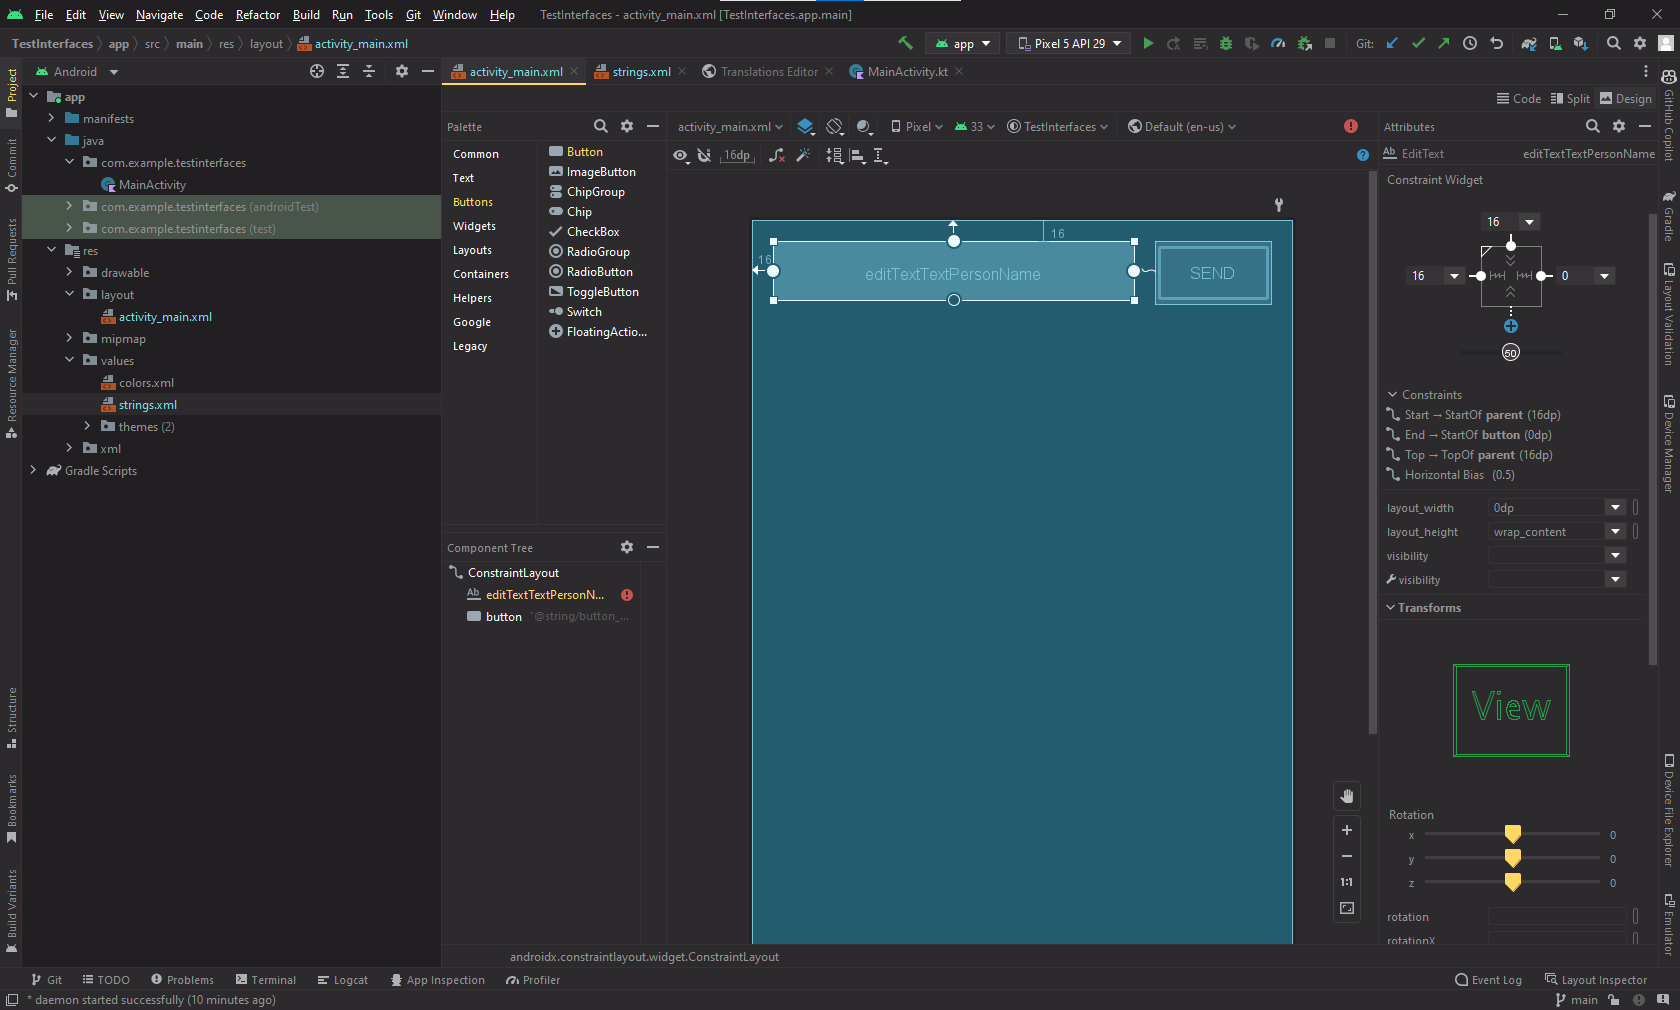 File Edit View Navigate Code Refactor Build Run Tools Git Window Help TestInterfaces - activity_main.xml [TestInterfaces.app.main]
TestInterfaces app src main res layout activity_main.xml app Pixel 5 API 29 Git:
Android
activity_main.xml strings.xml Translations Editor MainActivity.kt
Code Split Design
Project
Commit
Pull Requests
Resource Manager
Structure
Bookmarks
Build Variants
app
manifests
java
com.example.testinterfaces
MainActivity
com.example.testinterfaces (androidTest)
com.example.testinterfaces (test)
res
drawable
layout
activity_main.xml
mipmap
values
colors.xml
strings.xml
themes (2)
xml
Gradle Scripts
Palette
Common
Text
Buttons
Widgets
Layouts
Containers
Helpers
Google
Legacy
Button
ImageButton
ChipGroup
Chip
CheckBox
RadioGroup
RadioButton
ToggleButton
Switch
FloatingActio...
Component Tree
ConstraintLayout
Ab editTextTextPersonN...
button "@string/button_...
activity_main.xml Pixel 33 TestInterfaces Default (en-us)
16dp
16
16
editTextTextPersonName
SEND
1:1
androidx.constraintlayout.widget.ConstraintLayout
Attributes
Ab EditText editTextTextPersonName
Constraint Widget
16
16
0
50
Constraints
Start → StartOf parent (16dp)
End → StartOf button (0dp)
Top → TopOf parent (16dp)
Horizontal Bias (0.5)
layout_width 0dp
layout_height wrap_content
visibility
visibility
Transforms
View
Rotation
x 0
y 0
z 0
rotation
rotationX
GitHub Copilot
Gradle
Layout Validation
Device Manager
Device File Explorer
Emulator
Git TODO Problems Terminal Logcat App Inspection Profiler Event Log Layout Inspector
* daemon started successfully (10 minutes ago) main